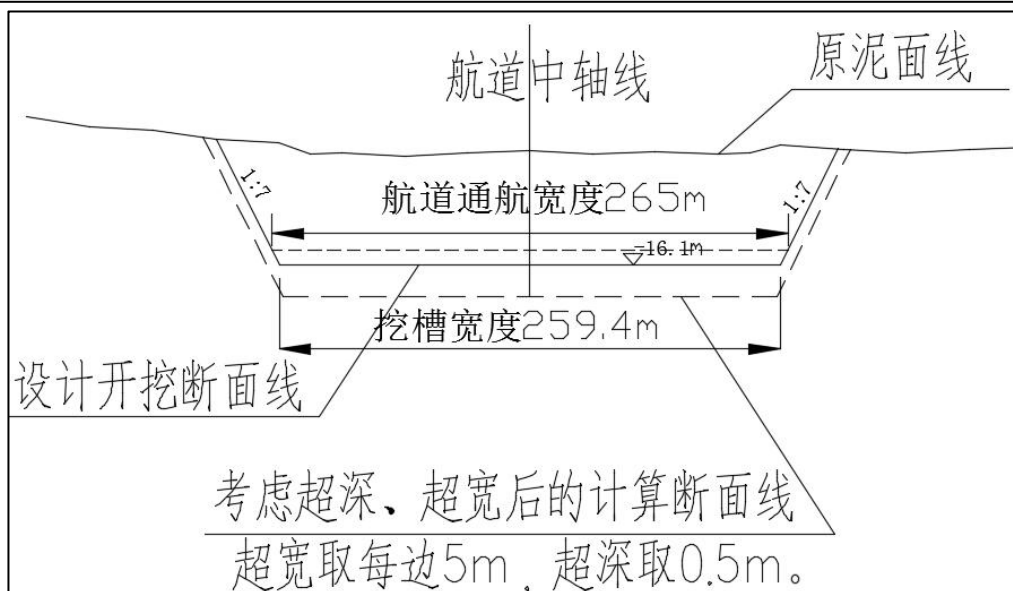 航道中轴线
原泥面线
1:7
航道通航宽度265m
1:7
-16.1m
挖槽宽度259.4m
设计开挖断面线
考虑超深、超宽后的计算断面线
超宽取每边5m，超深取0.5m。